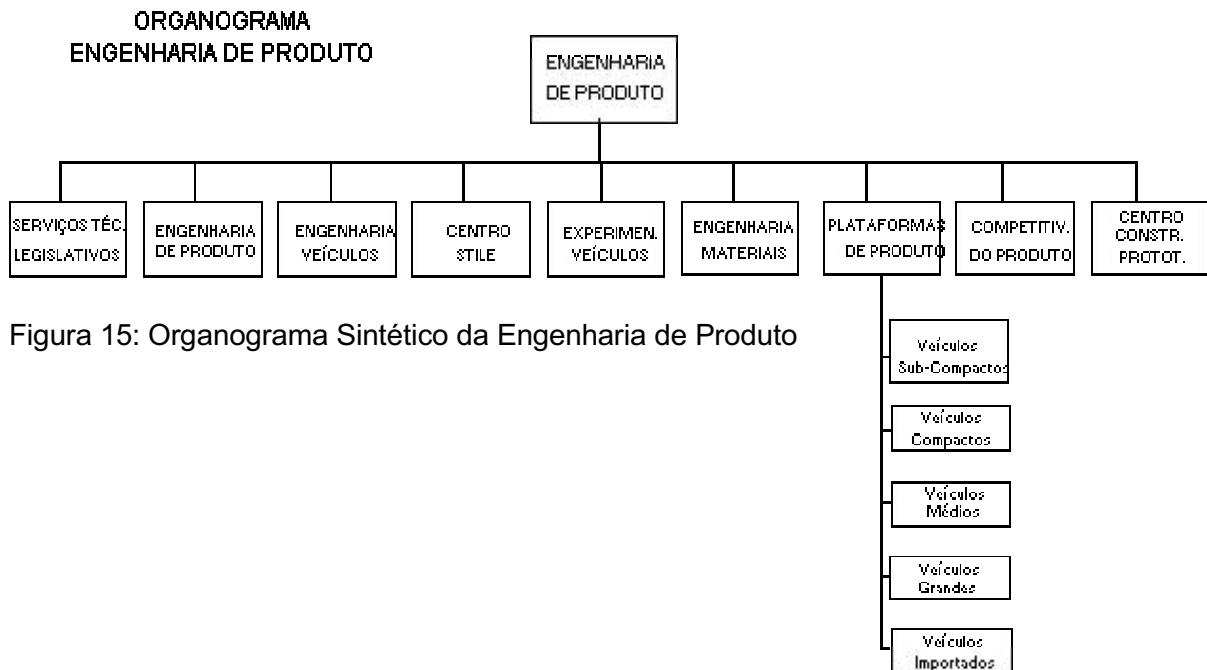 ORGANOGRAMA
ENGENHARIA DE PRODUTO
ENGENHARIA
DE PRODUTO
SERVIÇOS TÉC.
LEGISLATIVOS
ENGENHARIA
DE PRODUTO
ENGENHARIA
VEÍCULOS
CENTRO
STILE
EXPERIMEN.
VEÍCULOS
ENGENHARIA
MATERIAIS
PLATAFORMAS
DE PRODUTO
COMPETITIV.
DO PRODUTO
CENTRO
CONSTR.
PROTOT.
Figura 15: Organograma Sintético da Engenharia de Produto
Veículos
Sub-Compactos
Veículos
Compactos
Veículos
Médios
Veículos
Grandes
Veículos
Importados